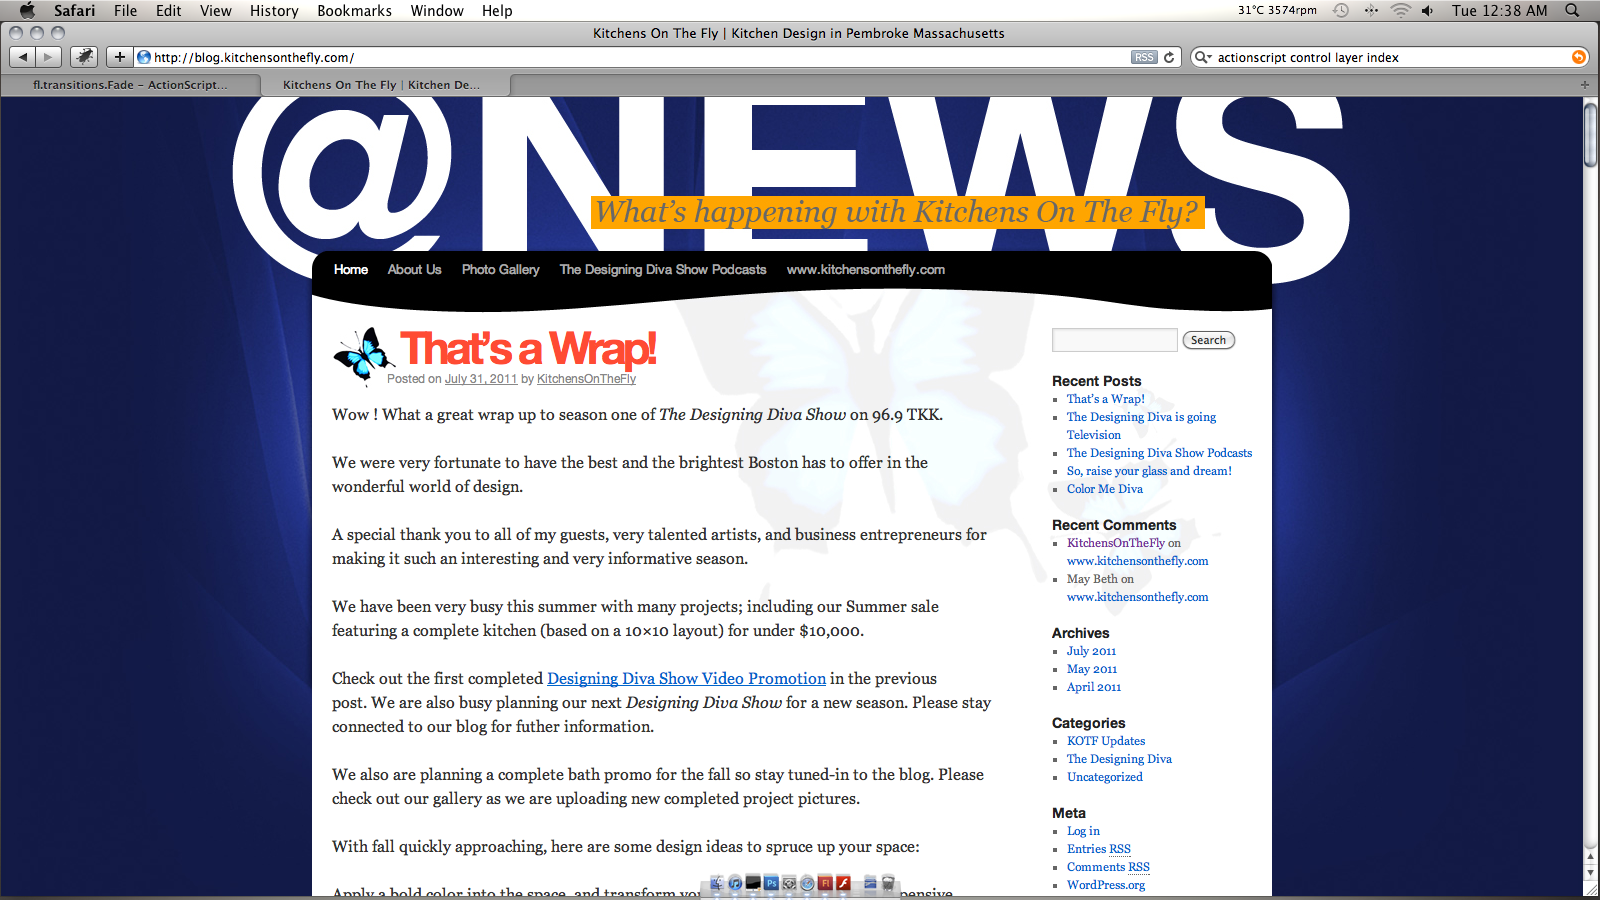 Safari File Edit View History Bookmarks Window Help 31°C 3574rpm Tue 12:38 AM
Kitchens On The Fly | Kitchen Design in Pembroke Massachusetts
http://blog.kitchensonthefly.com/ RSS actionscript control layer index
fl.transitions.Fade – ActionScript... Kitchens On The Fly | Kitchen De...
@NEWS
What's happening with Kitchens On The Fly?
Home About Us Photo Gallery The Designing Diva Show Podcasts www.kitchensonthefly.com
That's a Wrap!
Posted on July 31, 2011 by KitchensOnTheFly
Wow ! What a great wrap up to season one of The Designing Diva Show on 96.9 TKK.
We were very fortunate to have the best and the brightest Boston has to offer in the
wonderful world of design.
A special thank you to all of my guests, very talented artists, and business entrepreneurs for
making it such an interesting and very informative season.
We have been very busy this summer with many projects; including our Summer sale
featuring a complete kitchen (based on a 10×10 layout) for under $10,000.
Check out the first completed Designing Diva Show Video Promotion in the previous
post. We are also busy planning our next Designing Diva Show for a new season. Please stay
connected to our blog for futher information.
We also are planning a complete bath promo for the fall so stay tuned-in to the blog. Please
check out our gallery as we are uploading new completed project pictures.
With fall quickly approaching, here are some design ideas to spruce up your space:
Apply a bold color into the space, and transform
Search
Recent Posts
That's a Wrap!
The Designing Diva is going
Television
The Designing Diva Show Podcasts
So, raise your glass and dream!
Color Me Diva
Recent Comments
KitchensOnTheFly on
www.kitchensonthefly.com
May Beth on
www.kitchensonthefly.com
Archives
July 2011
May 2011
April 2011
Categories
KOTF Updates
The Designing Diva
Uncategorized
Meta
Log in
Entries RSS
Comments RSS
WordPress.org
Ps
Fl